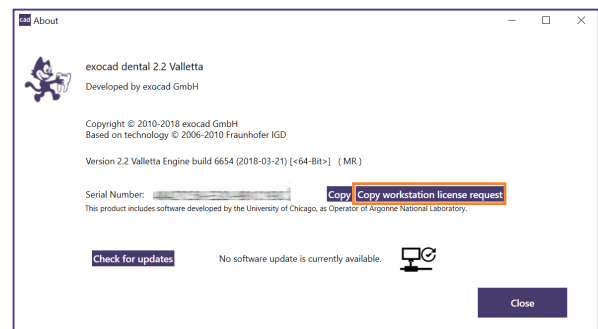 cad About
exocad dental 2.2 Valletta
Developed by exocad GmbH
Copyright © 2010-2018 exocad GmbH
Based on technology © 2006-2010 Fraunhofer IGD
Version 2.2 Valletta Engine build 6654 (2018-03-21) [<64-Bit>] ( MR )
Serial Number: Copy Copy workstation license request
This product includes software developed by the University of Chicago, as Operator of Argonne National Laboratory.
Check for updates No software update is currently available.
Close